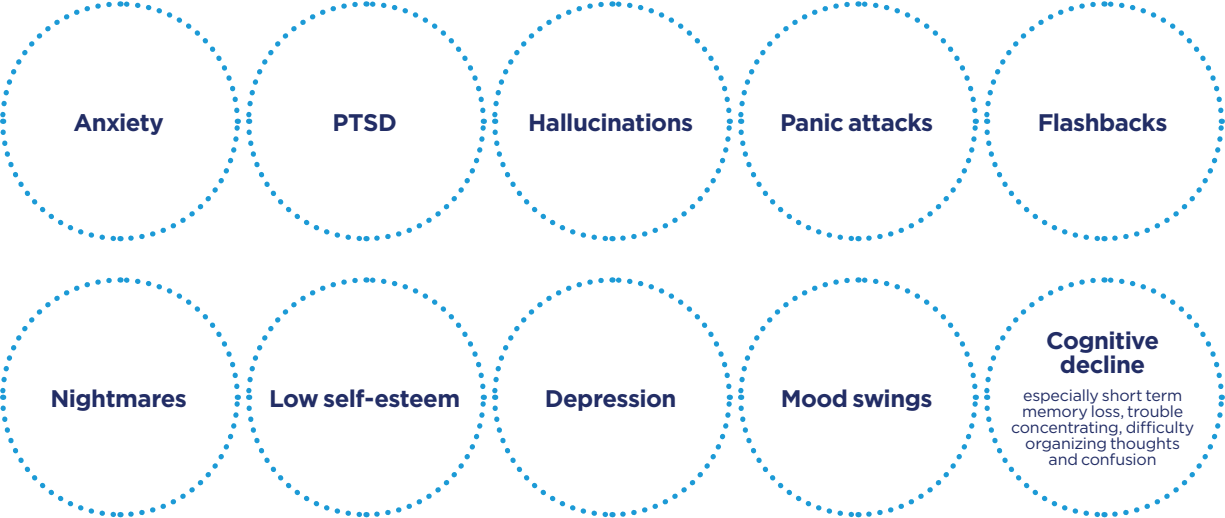 Anxiety
PTSD
Hallucinations
Panic attacks
Flashbacks
Nightmares
Low self-esteem
Depression
Mood swings
Cognitive
decline
especially short term
memory loss, trouble
concentrating, difficulty
organizing thoughts
and confusion